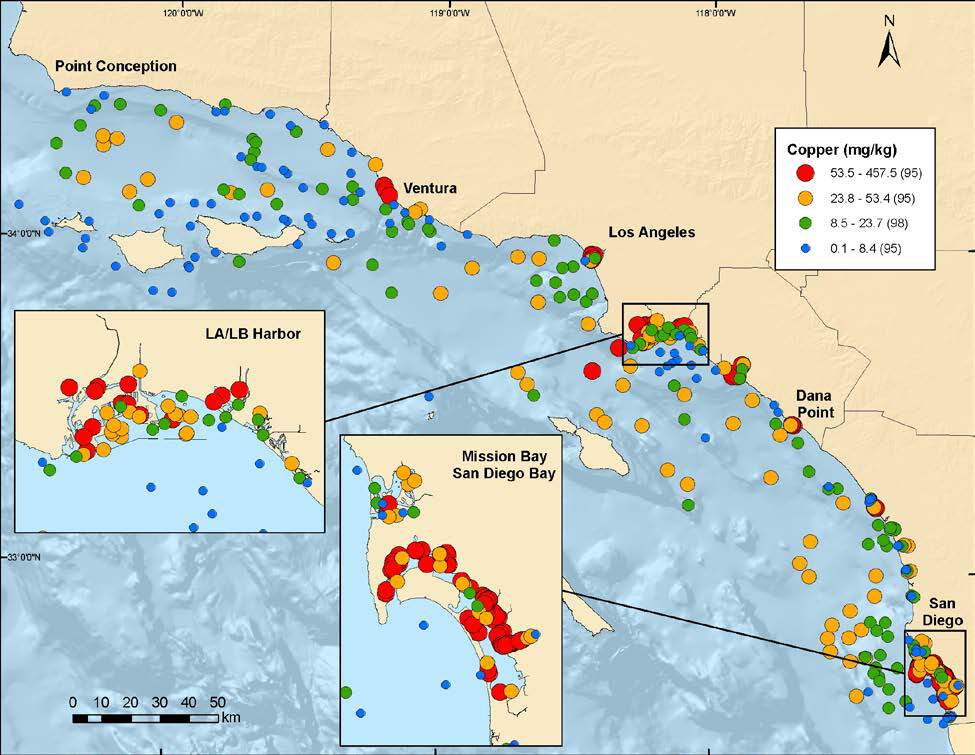 120°0'0"W
119°0'0"W
118°0'0"W
N
Point Conception
Copper (mg/kg)
53.5 - 457.5 (95)
23.8 - 53.4 (95)
8.5 - 23.7 (98)
0.1 - 8.4 (95)
Ventura
Los Angeles
34°0'0"N
LA/LB Harbor
Dana
Point
Mission Bay
San Diego Bay
33°0'0"N
San
Diego
0 10 20 30 40 50
km